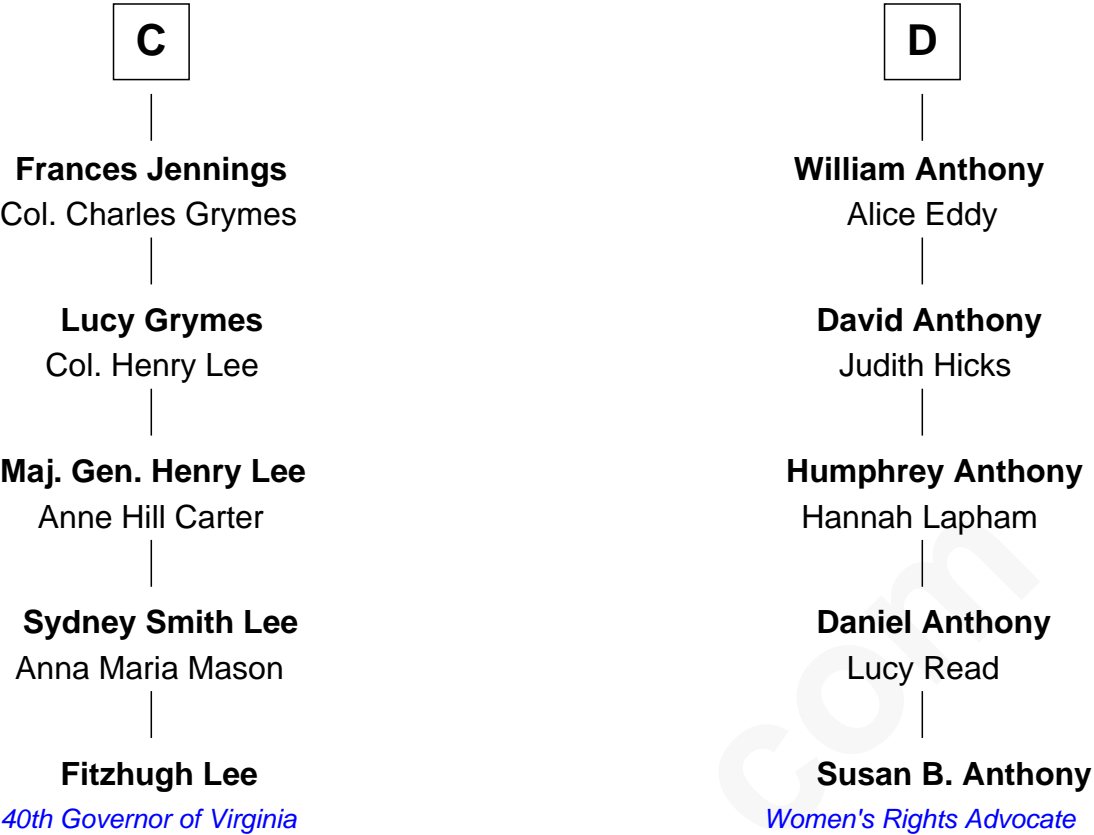 C
Frances Jennings
Col. Charles Grymes
Lucy Grymes
Col. Henry Lee
Maj. Gen. Henry Lee
Anne Hill Carter
Sydney Smith Lee
Anna Maria Mason
Fitzhugh Lee
40th Governor of Virginia
D
William Anthony
Alice Eddy
David Anthony
Judith Hicks
Humphrey Anthony
Hannah Lapham
Daniel Anthony
Lucy Read
Susan B. Anthony
Women's Rights Advocate
com